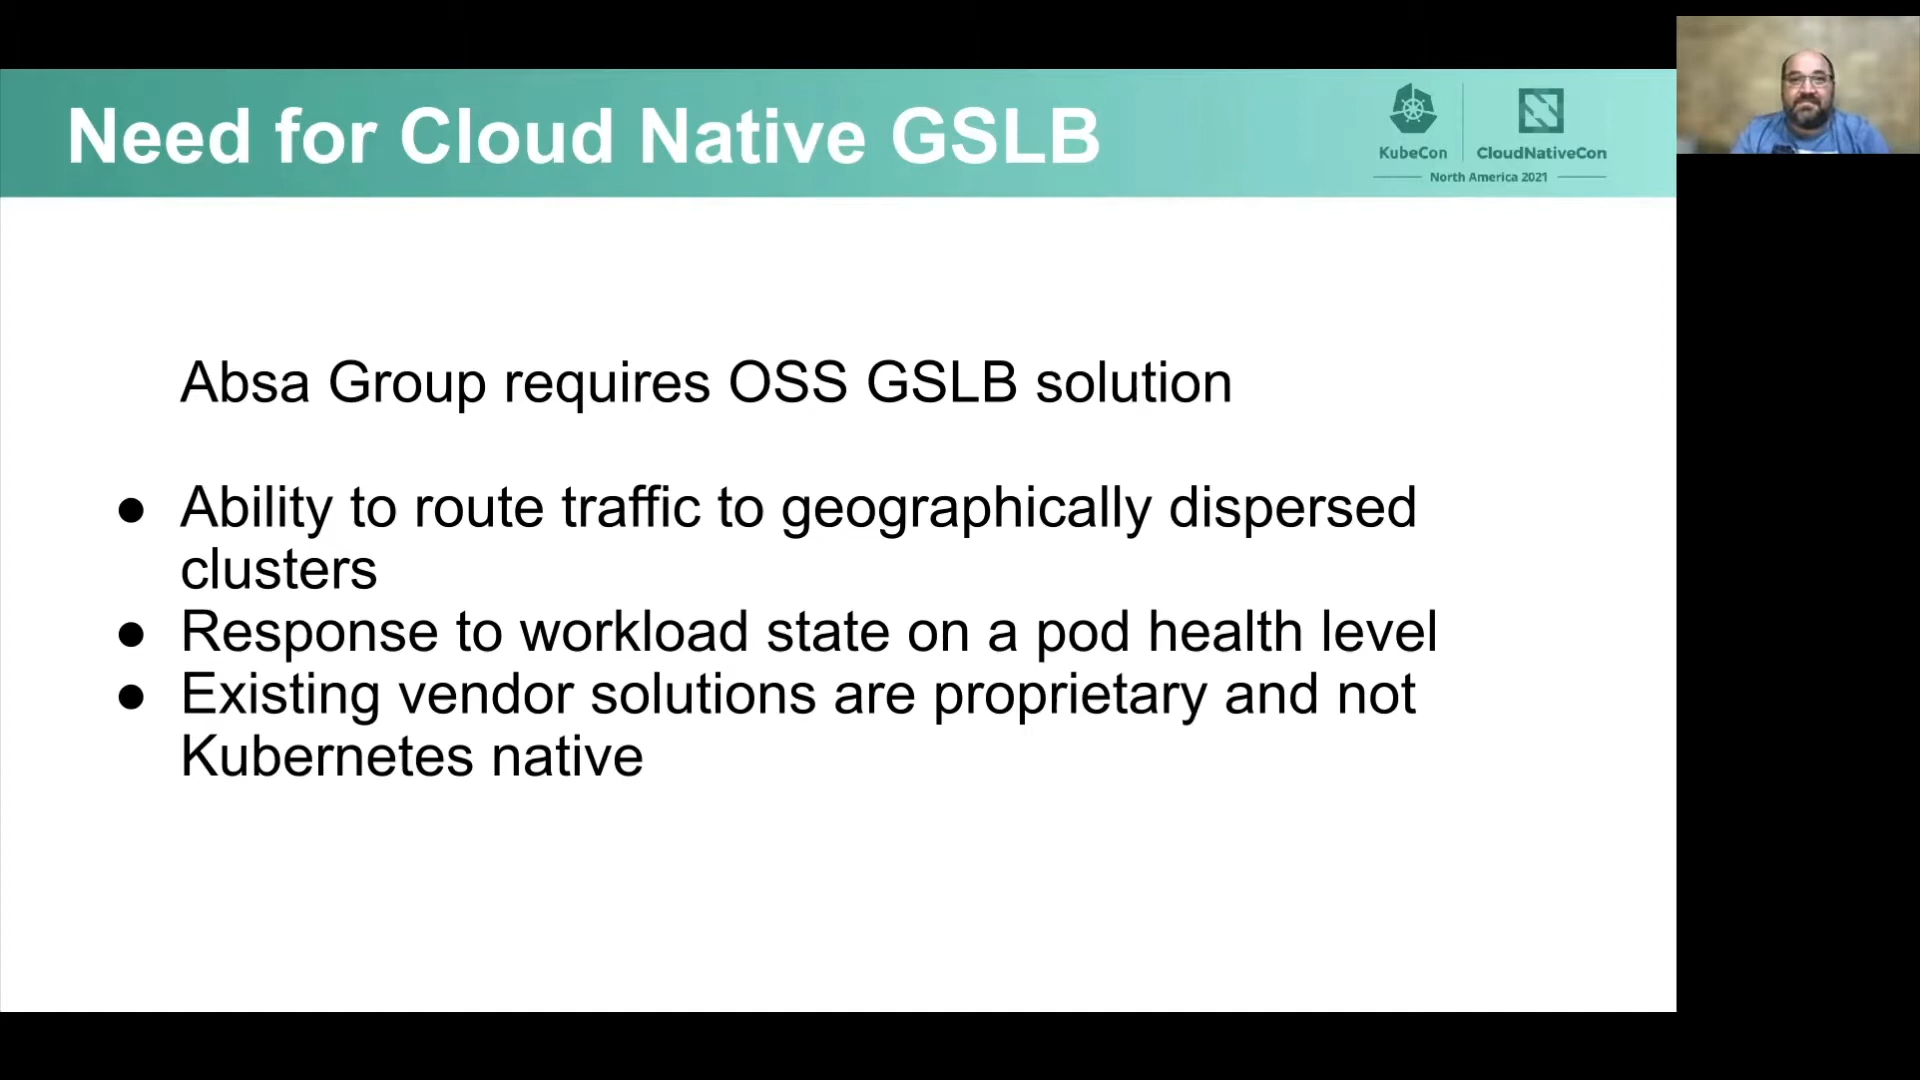 Need for Cloud Native GSLB
KubeCon
CloudNativeCon
North America 2021
Absa Group requires OSS GSLB solution
● Ability to route traffic to geographically dispersed
clusters
● Response to workload state on a pod health level
● Existing vendor solutions are proprietary and not
Kubernetes native